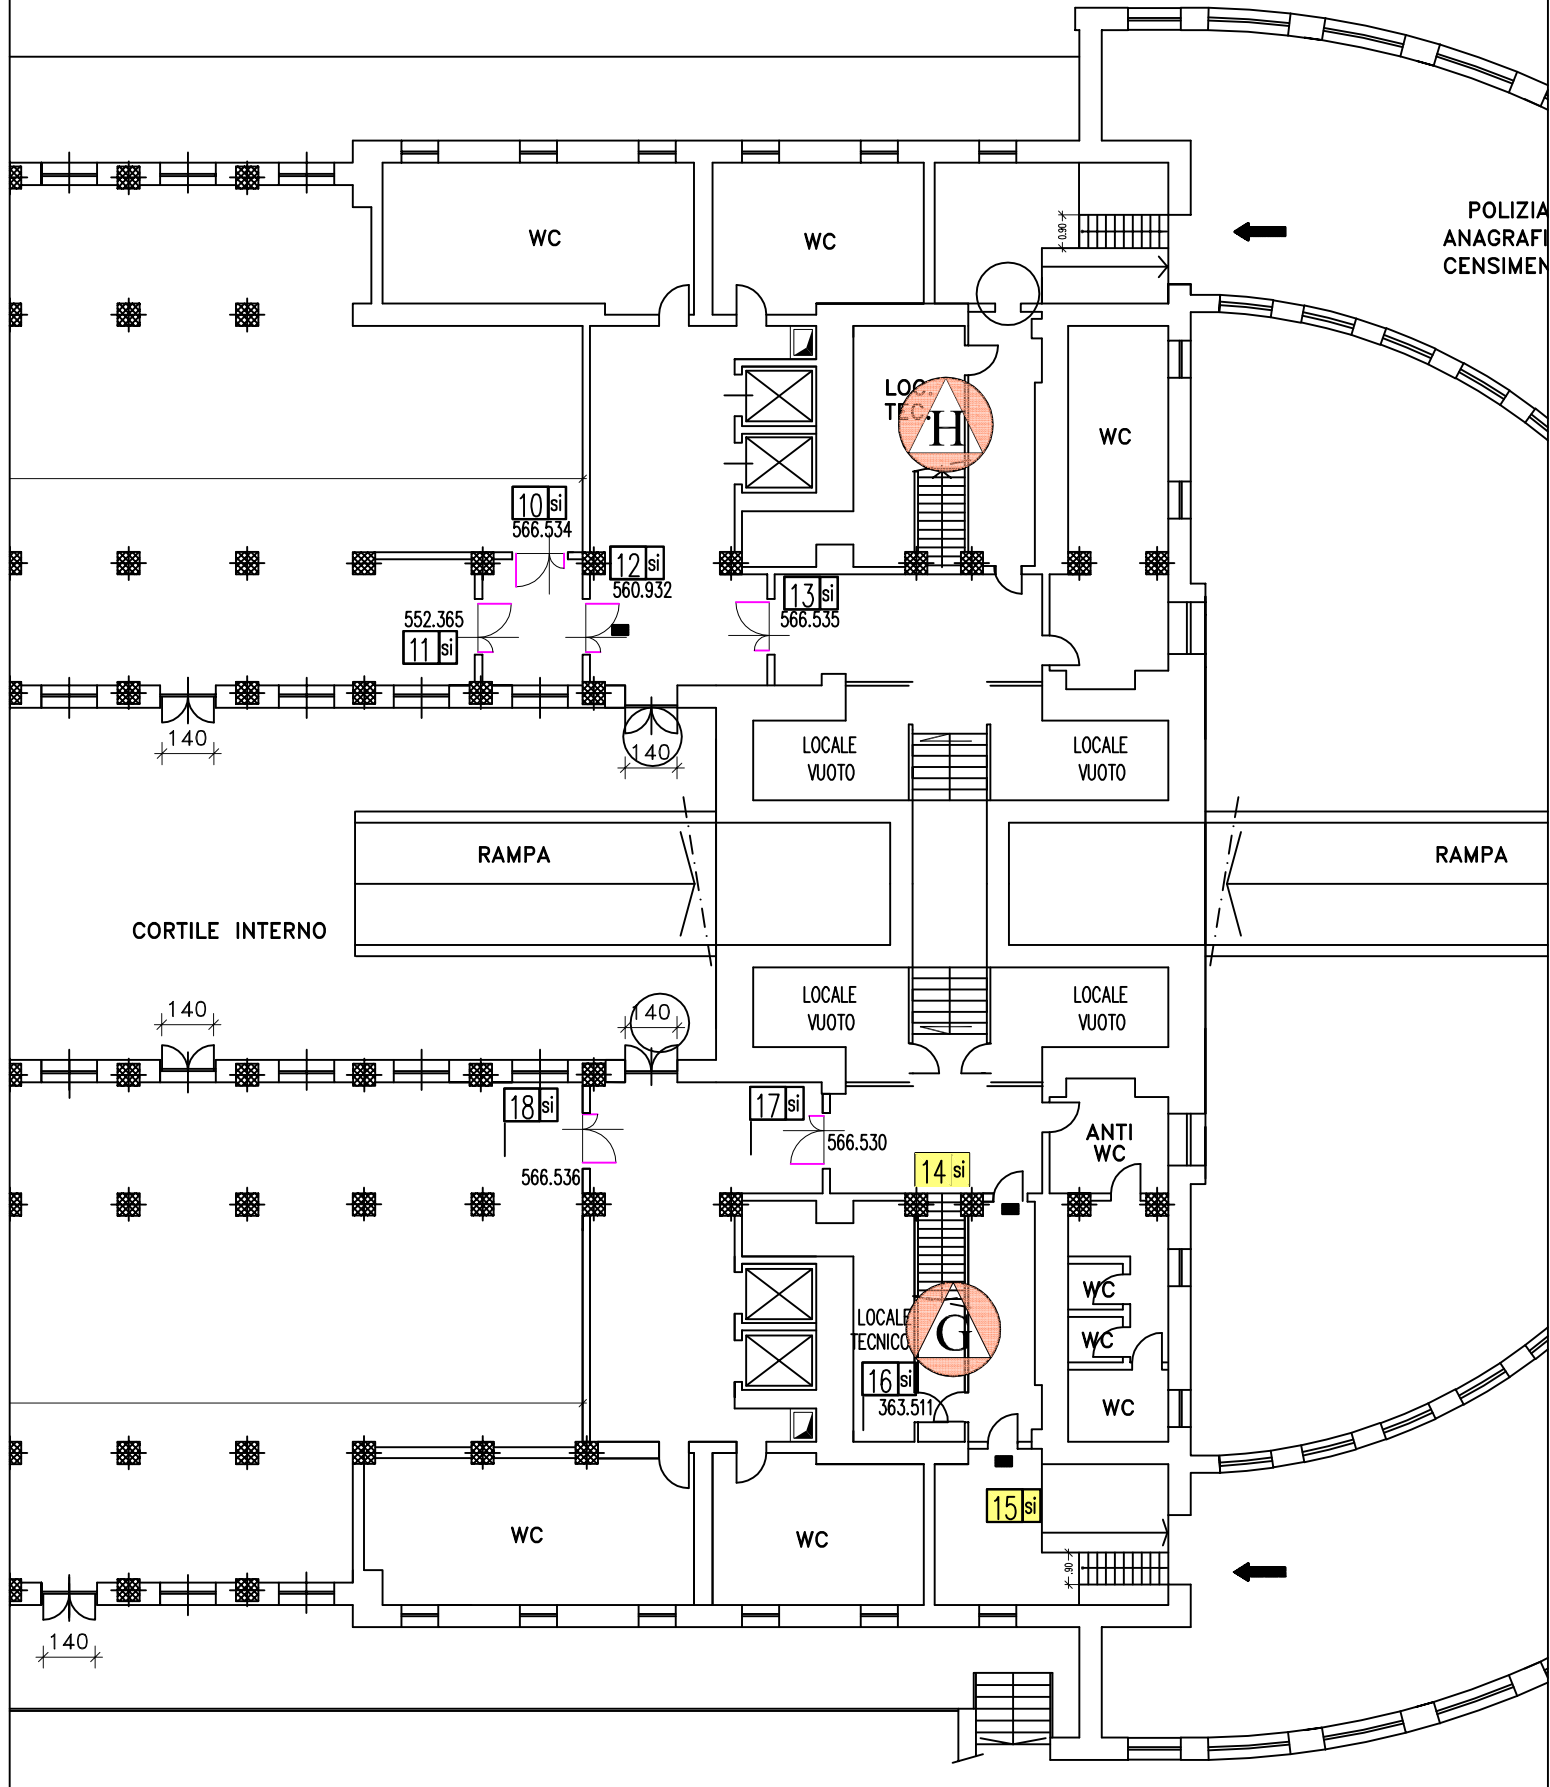 POLIZIA
ANAGRAFI
CENSIMEN
0.90
WC
WC
LOC.
TEC.
H
WC
10 si
566.534
12 si
560.932
13 si
566.535
552.365
11 si
140
140
LOCALE
VUOTO
LOCALE
VUOTO
RAMPA
RAMPA
CORTILE INTERNO
LOCALE
VUOTO
LOCALE
VUOTO
140
140
18 si
566.536
17 si
566.530
14 si
ANTI
WC
WC
WC
WC
LOCALE
TECNICO
G
16 si
363.511
15 si
WC
WC
.90
140